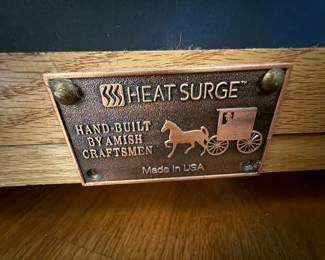 HEAT SURGE™
HAND-BUILT
BY AMISH
CRAFTSMEN
Made in USA